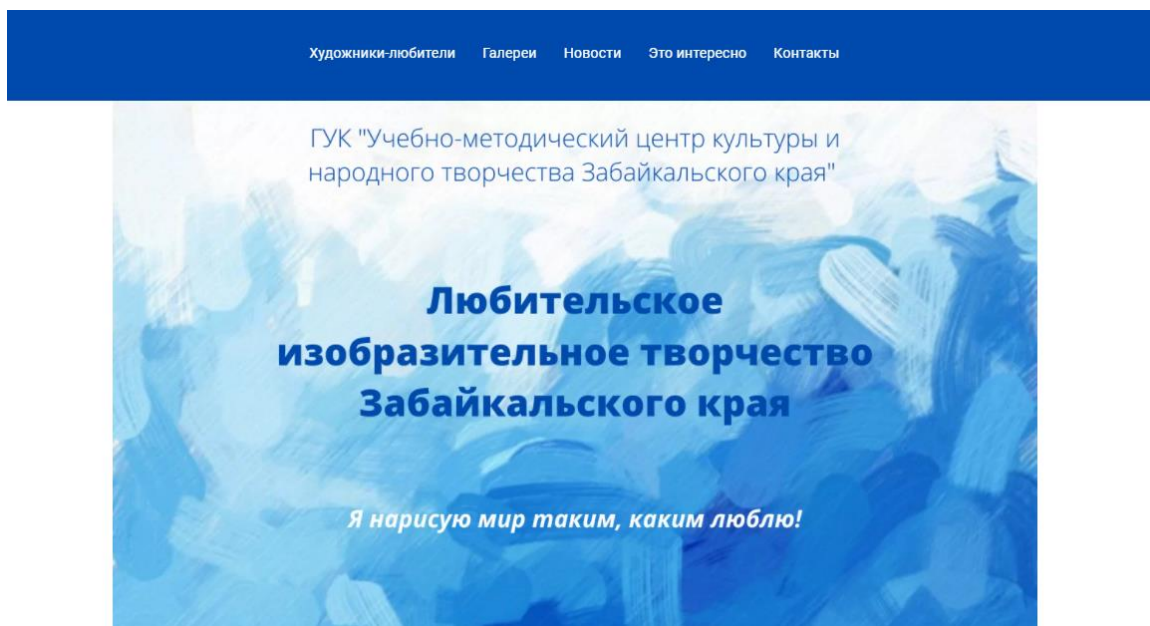 Художники-любители Галереи Новости Это интересно Контакты
ГУК "Учебно-методический центр культуры и
народного творчества Забайкальского края"
Любительское
изобразительное творчество
Забайкальского края
Я нарисую мир таким, каким люблю!